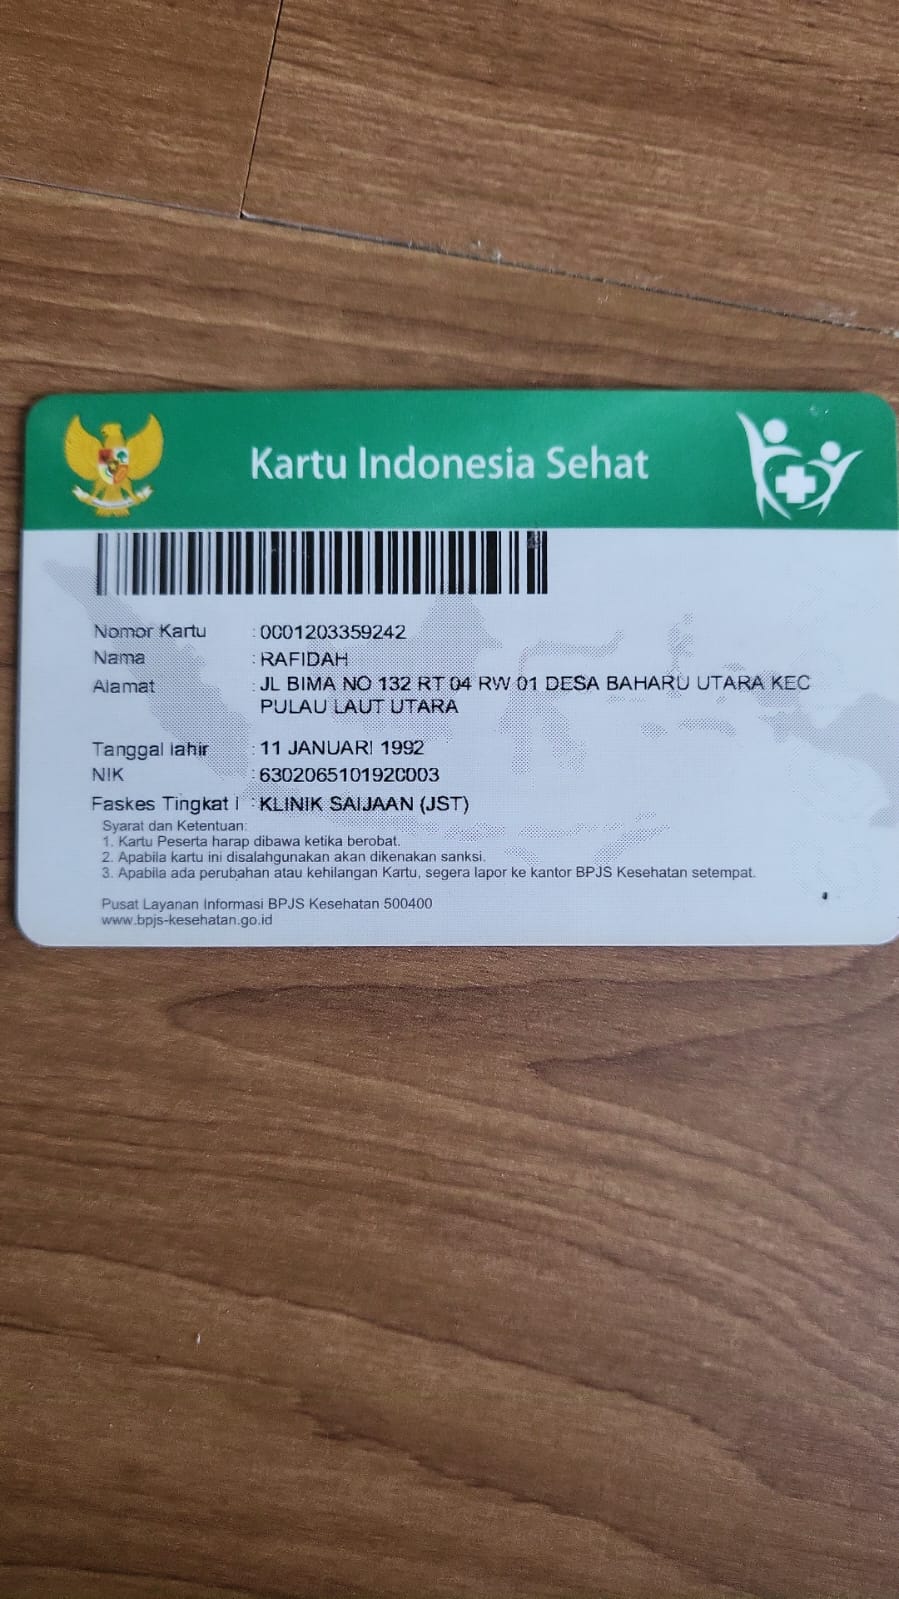 Kartu Indonesia Sehat
Nomor Kartu : 0001203359242
Nama : RAFIDAH
Alamat : JL BIMA NO 132 RT 04 RW 01 DESA BAHARU UTARA KEC
PULAU LAUT UTARA
Tanggal lahir : 11 JANUARI 1992
NIK : 6302065101920003
Faskes Tingkat I : KLINIK SAIJAAN (JST)
Syarat dan Ketentuan:
1. Kartu Peserta harap dibawa ketika berobat.
2. Apabila kartu ini disalahgunakan akan dikenakan sanksi.
3. Apabila ada perubahan atau kehilangan Kartu, segera lapor ke kantor BPJS Kesehatan setempat.
Pusat Layanan Informasi BPJS Kesehatan 500400
www.bpjs-kesehatan.go.id